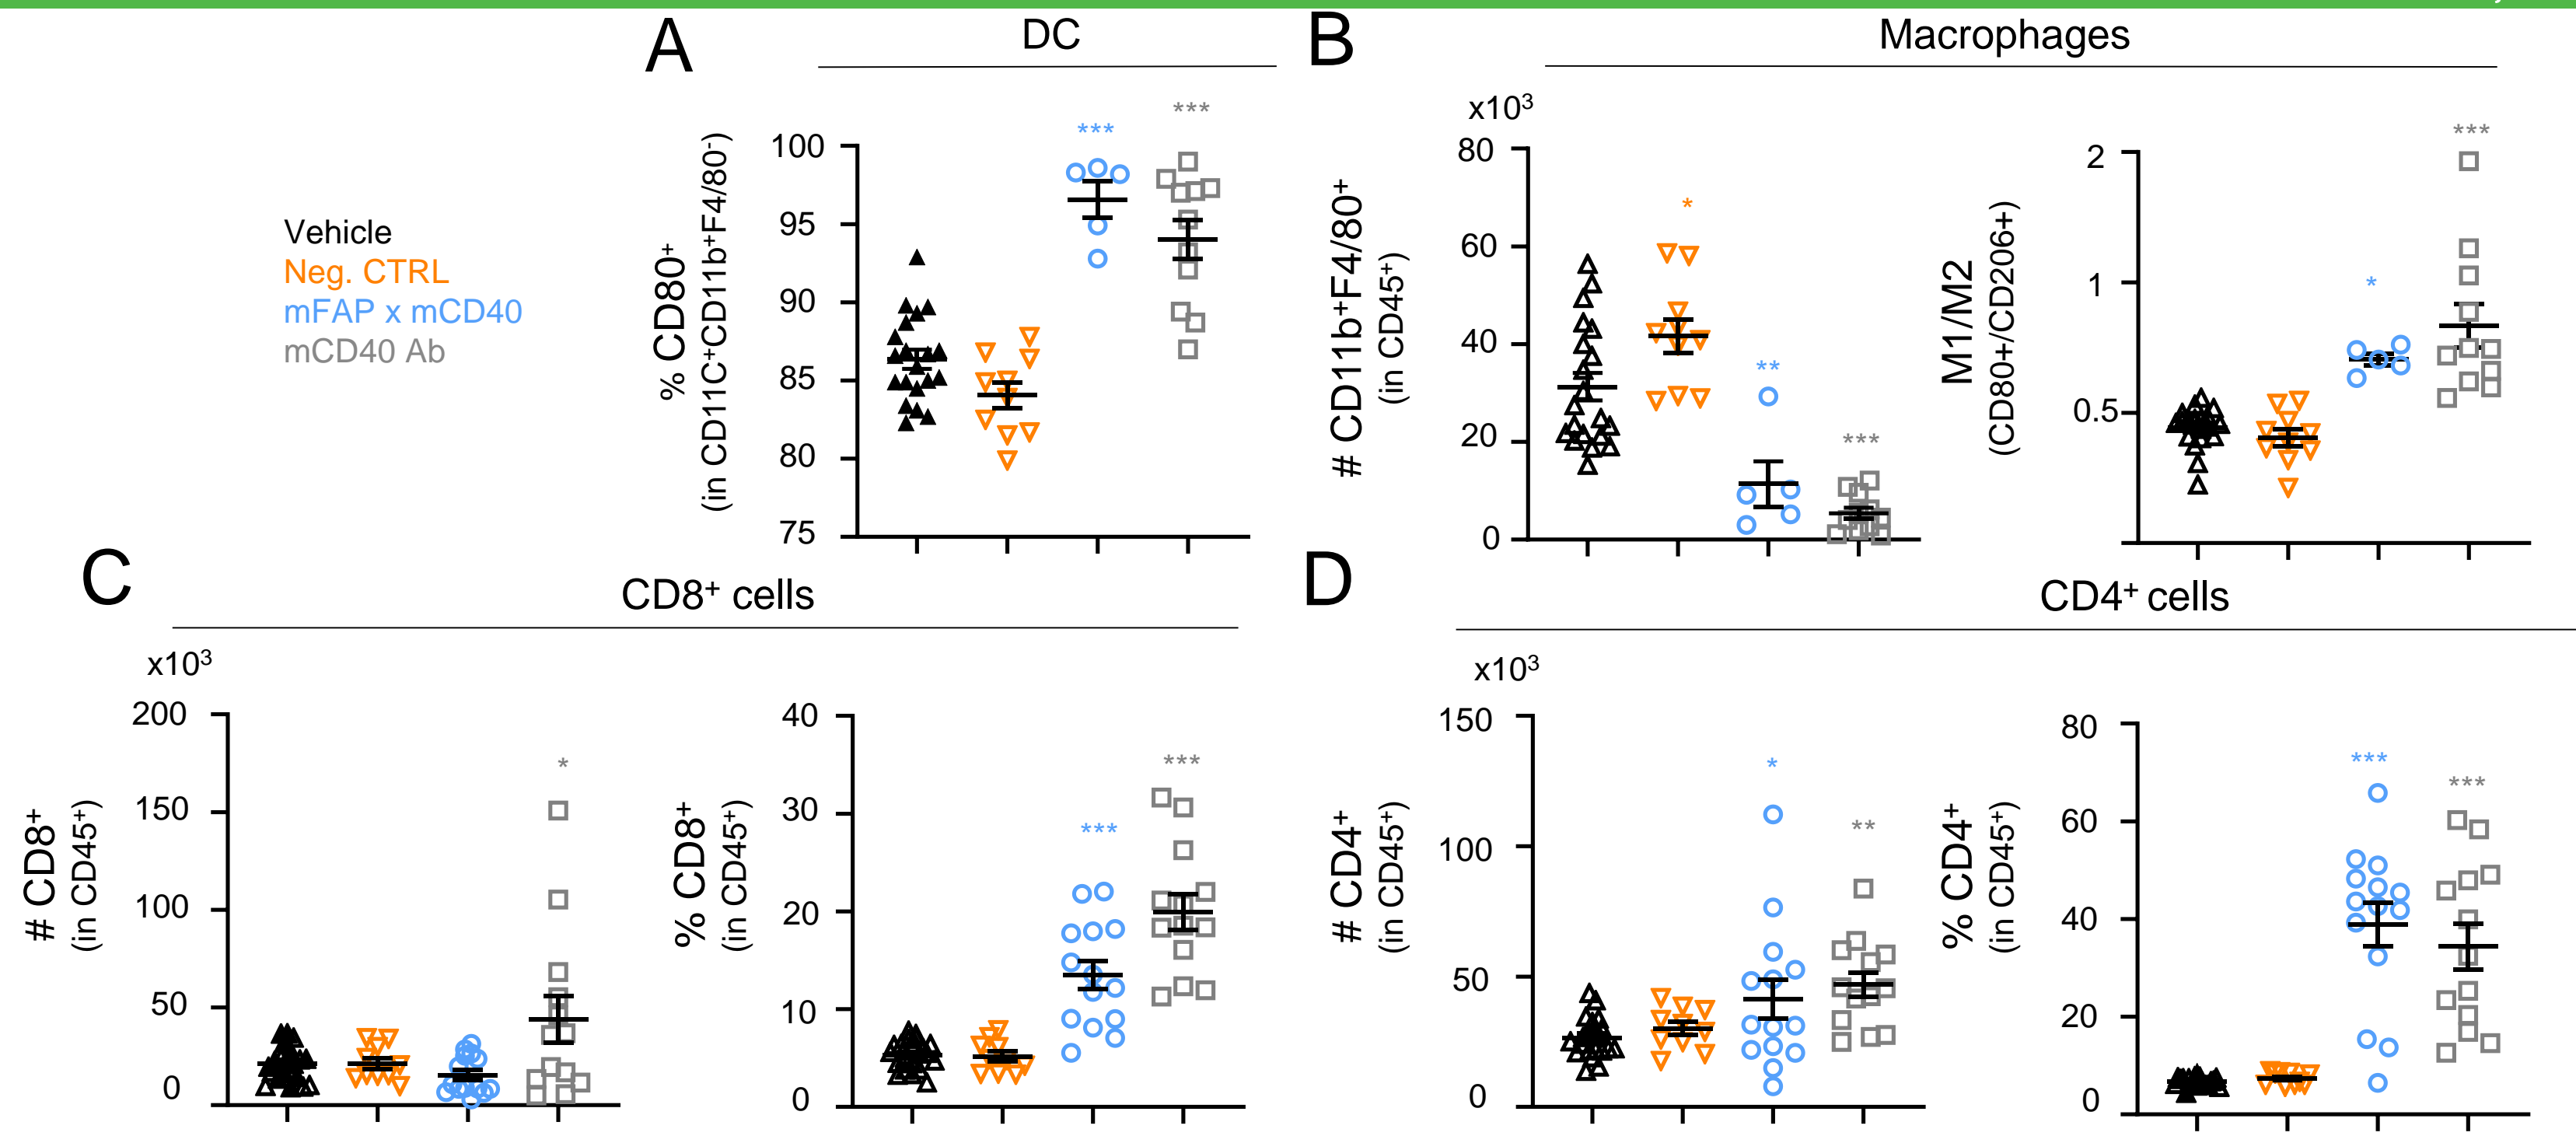 A
DC
B
Macrophages
Vehicle
Neg. CTRL
mFAP x mCD40
mCD40 Ab
% CD80⁺
(in CD11C⁺CD11b⁺F4/80⁻)
100
95
90
85
80
75
***
***
x10³
# CD11b⁺F4/80⁺
(in CD45⁺)
80
60
40
20
0
*
**
***
M1/M2
(CD80+/CD206+)
2
1
0.5
*
***
C
CD8⁺ cells
D
CD4⁺ cells
x10³
# CD8⁺
(in CD45⁺)
200
150
100
50
0
*
% CD8⁺
(in CD45⁺)
40
30
20
10
0
***
***
x10³
# CD4⁺
(in CD45⁺)
150
100
50
0
*
**
% CD4⁺
(in CD45⁺)
80
60
40
20
0
***
***